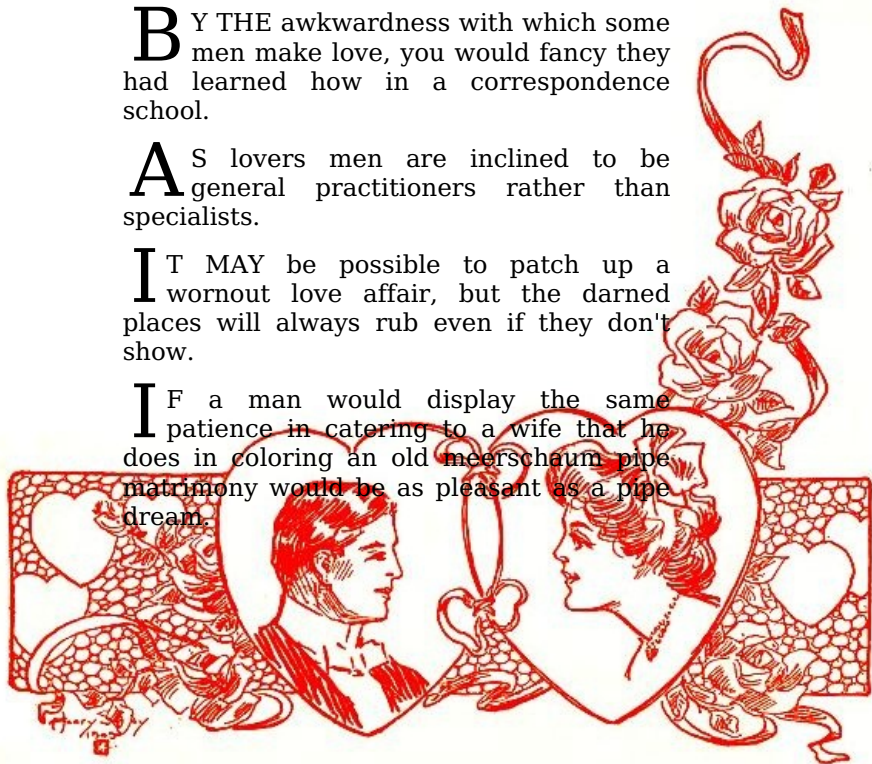 BY THE awkwardness with which some
men make love, you would fancy they
had learned how in a correspondence
school.
AS lovers men are inclined to be
general practitioners rather than
specialists.
IT MAY be possible to patch up a
wornout love affair, but the darned
places will always rub even if they don't
show.
IF a man would display the same
patience in catering to a wife that he
does in coloring an old meerschaum pipe
matrimony would be as pleasant as a pipe
dream.